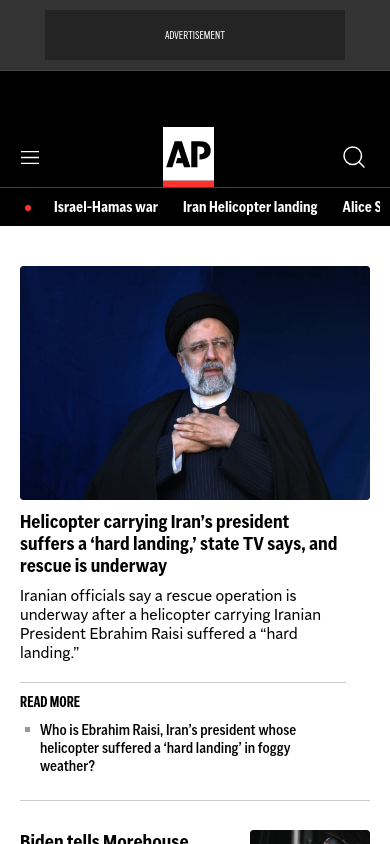 ADVERTISEMENT
AP
Israel-Hamas war Iran Helicopter landing Alice S
Helicopter carrying Iran’s president
suffers a ‘hard landing,’ state TV says, and
rescue is underway
Iranian officials say a rescue operation is
underway after a helicopter carrying Iranian
President Ebrahim Raisi suffered a “hard
landing.”
READ MORE
Who is Ebrahim Raisi, Iran’s president whose
helicopter suffered a ‘hard landing’ in foggy
weather?
Biden tells Morehouse